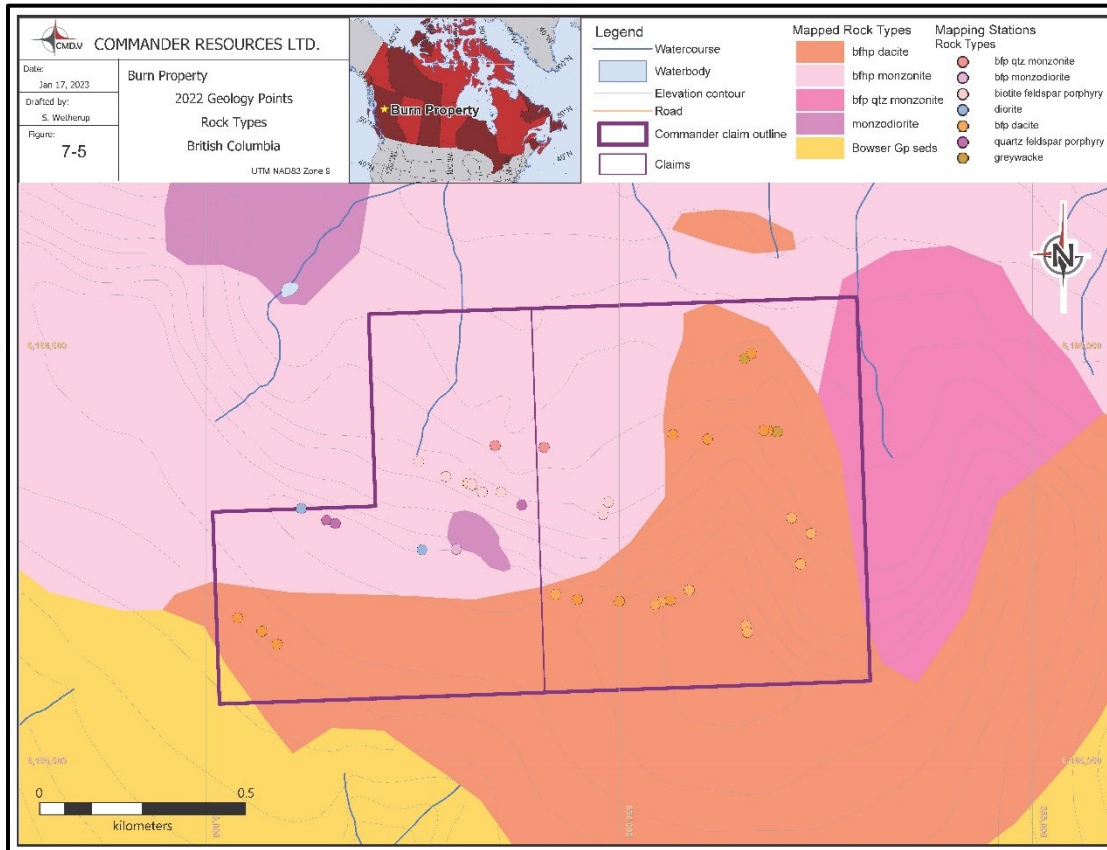 CMD.V
COMMANDER RESOURCES LTD.
Date:
Jan 17, 2023
Drafted by:
S. Wetherup
Figure:
7-5
Burn Property
2022 Geology Points
Rock Types
British Columbia
UTM NAD83 Zone 9
Burn Property
Legend
Watercourse
Waterbody
Elevation contour
Road
Commander claim outline
Claims
Mapped Rock Types
bfhp dacite
bfhp monzonite
bfp qtz monzonite
monzodiorite
Bowser Gp seds
Mapping Stations
Rock Types
bfp qtz monzonite
bfp monzodiorite
biotite feldspar porphyry
diorite
bfp dacite
quartz feldspar porphyry
greywacke
N
0
0.5
kilometers